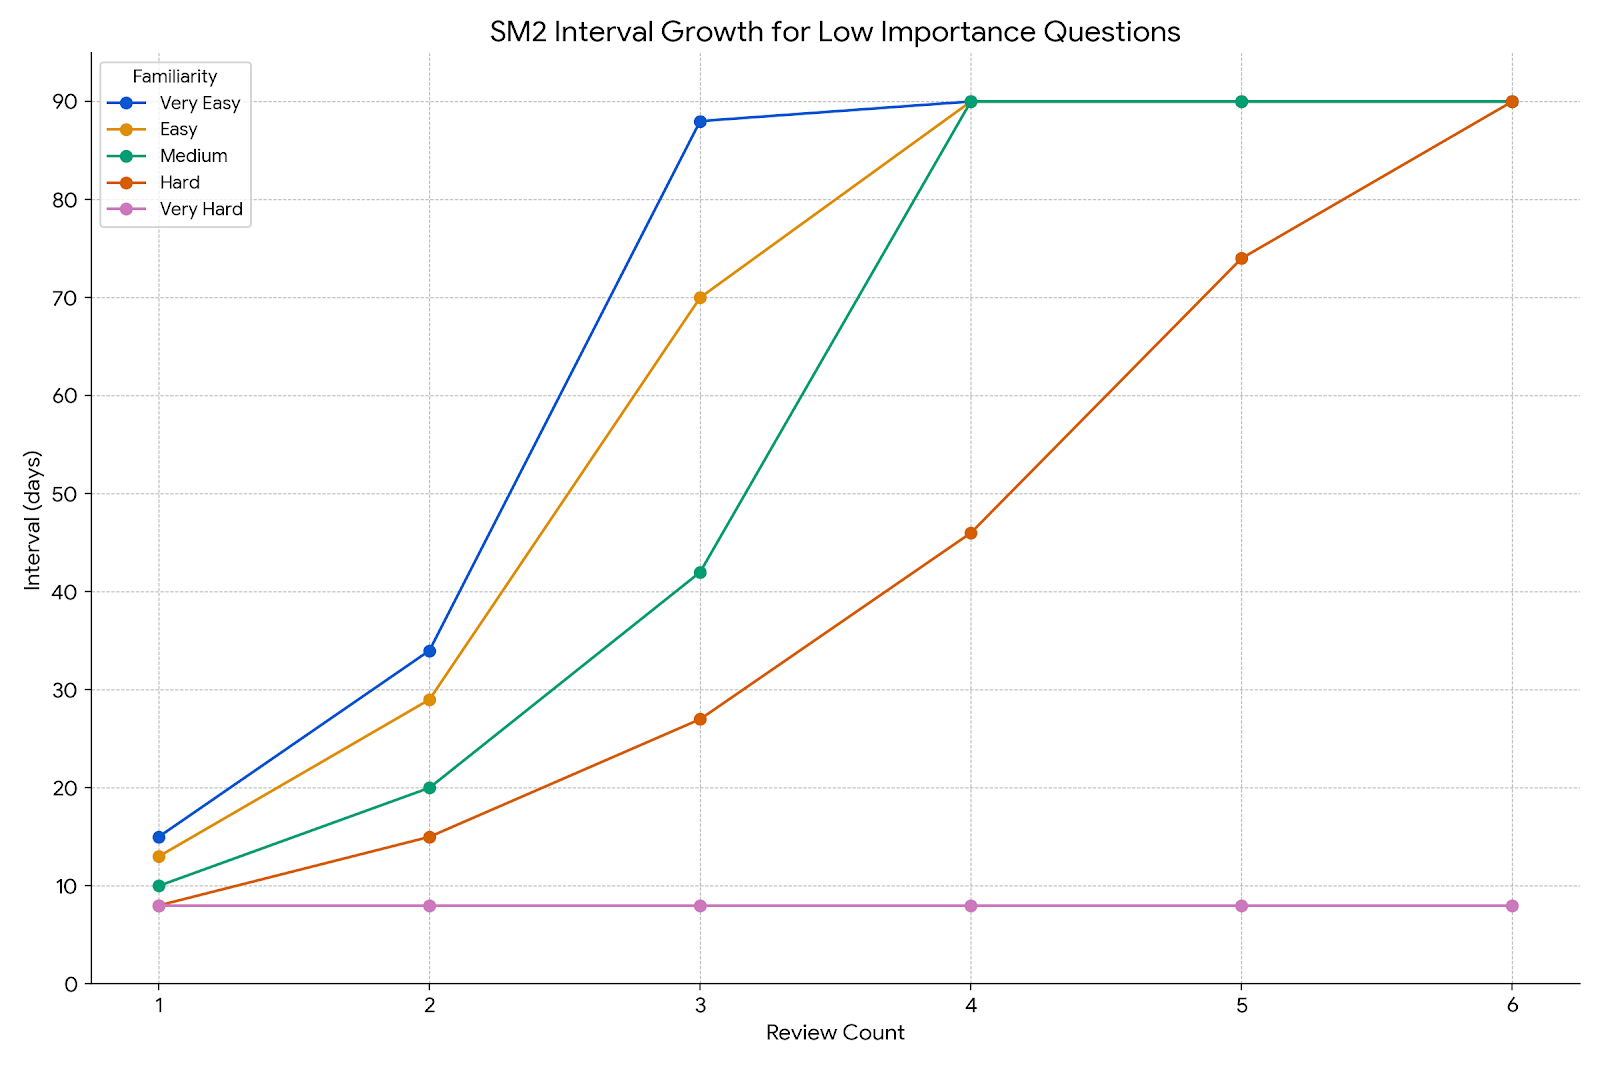 SM2 Interval Growth for Low Importance Questions
Familiarity
Very Easy
Easy
Medium
Hard
Very Hard
90
80
70
60
50
40
30
20
10
0
Interval (days)
1 2 3 4 5 6
Review Count